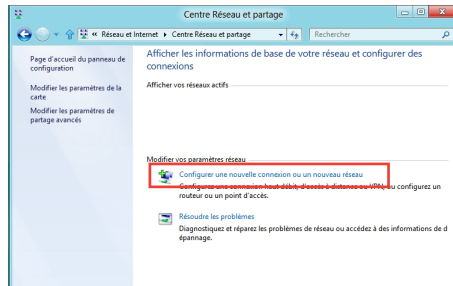 Centre Réseau et partage
« Réseau et Internet ▸ Centre Réseau et partage
Rechercher
Page d'accueil du panneau de
configuration
Modifier les paramètres de la
carte
Modifier les paramètres de
partage avancés
Afficher les informations de base de votre réseau et configurer des
connexions
Afficher vos réseaux actifs
Modifier vos paramètres réseau
Configurer une nouvelle connexion ou un nouveau réseau
Configurez une connexion haut débit, d'accès à distance ou VPN, ou configurez un
routeur ou un point d'accès.
Résoudre les problèmes
Diagnostiquez et réparez les problèmes de réseau ou accédez à des informations de d
épannage.